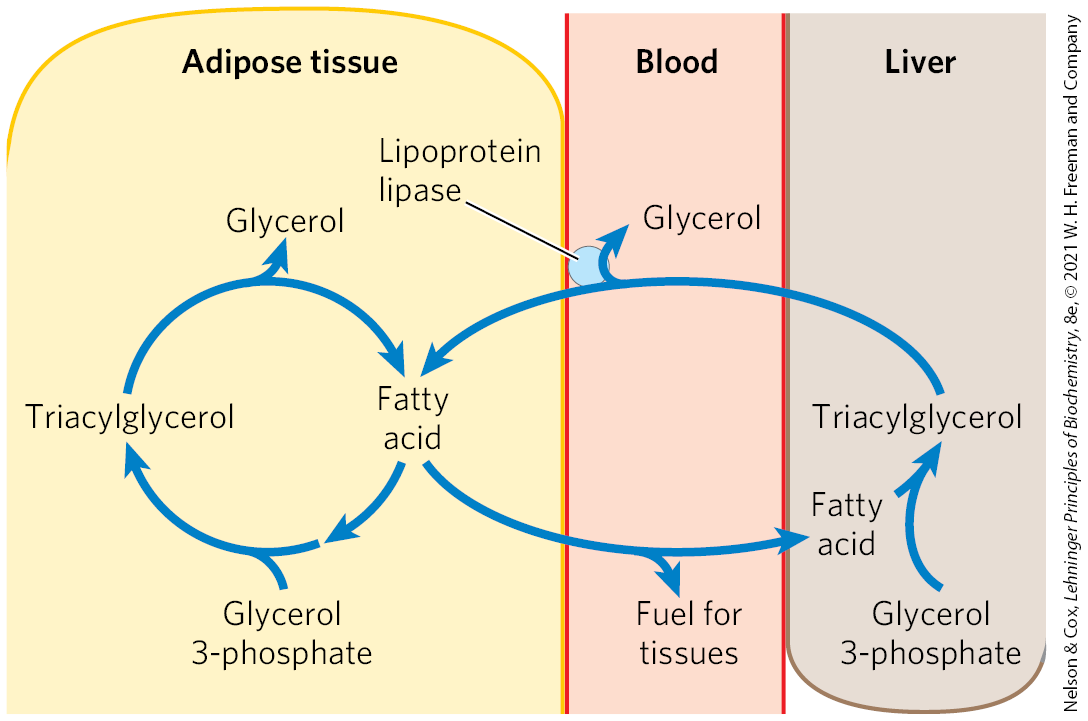 Adipose tissue
Blood
Liver
Lipoprotein
lipase
Glycerol
Glycerol
Triacylglycerol
Fatty
acid
Triacylglycerol
Fatty
acid
Glycerol
3-phosphate
Fuel for
tissues
Glycerol
3-phosphate
Nelson & Cox, Lehninger Principles of Biochemistry, 8e, © 2021 W. H. Freeman and Company